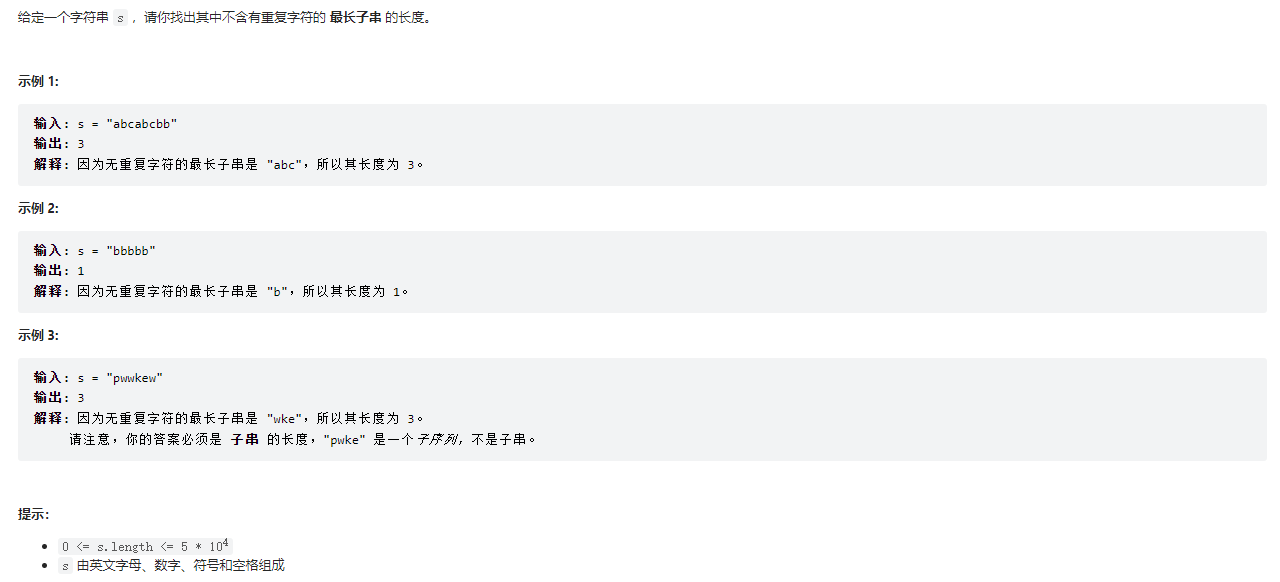 给定一个字符串 s ，请你找出其中不含有重复字符的 最长子串 的长度。
示例 1:
输入: s = "abcabcbb"
输出: 3
解释: 因为无重复字符的最长子串是 "abc"，所以其长度为 3。
示例 2:
输入: s = "bbbbb"
输出: 1
解释: 因为无重复字符的最长子串是 "b"，所以其长度为 1。
示例 3:
输入: s = "pwwkew"
输出: 3
解释: 因为无重复字符的最长子串是 "wke"，所以其长度为 3。
请注意，你的答案必须是 子串 的长度，"pwke" 是一个子序列，不是子串。
提示：
• 0 <= s.length <= 5 * 10⁴
• s 由英文字母、数字、符号和空格组成